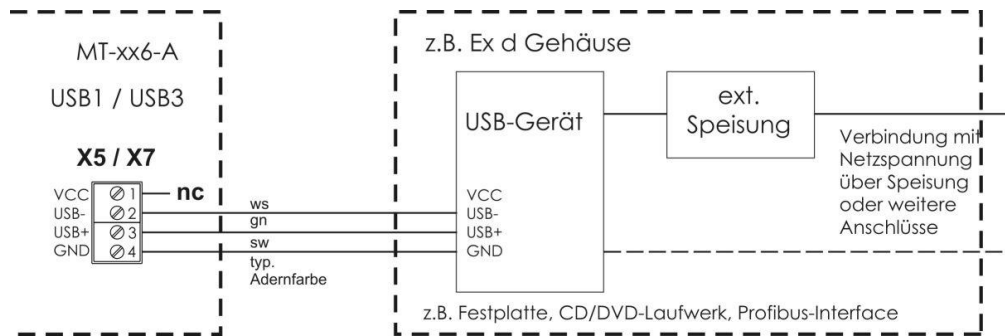 MT-xx6-A
USB1 / USB3
X5 / X7
VCC 1 nc
USB- 2
USB+ 3
GND 4
ws
gn
sw
typ.
Adernfarbe
z.B. Ex d Gehäuse
USB-Gerät
VCC
USB-
USB+
GND
ext.
Speisung
Verbindung mit
Netzspannung
über Speisung
oder weitere
Anschlüsse
z.B. Festplatte, CD/DVD-Laufwerk, Profibus-Interface